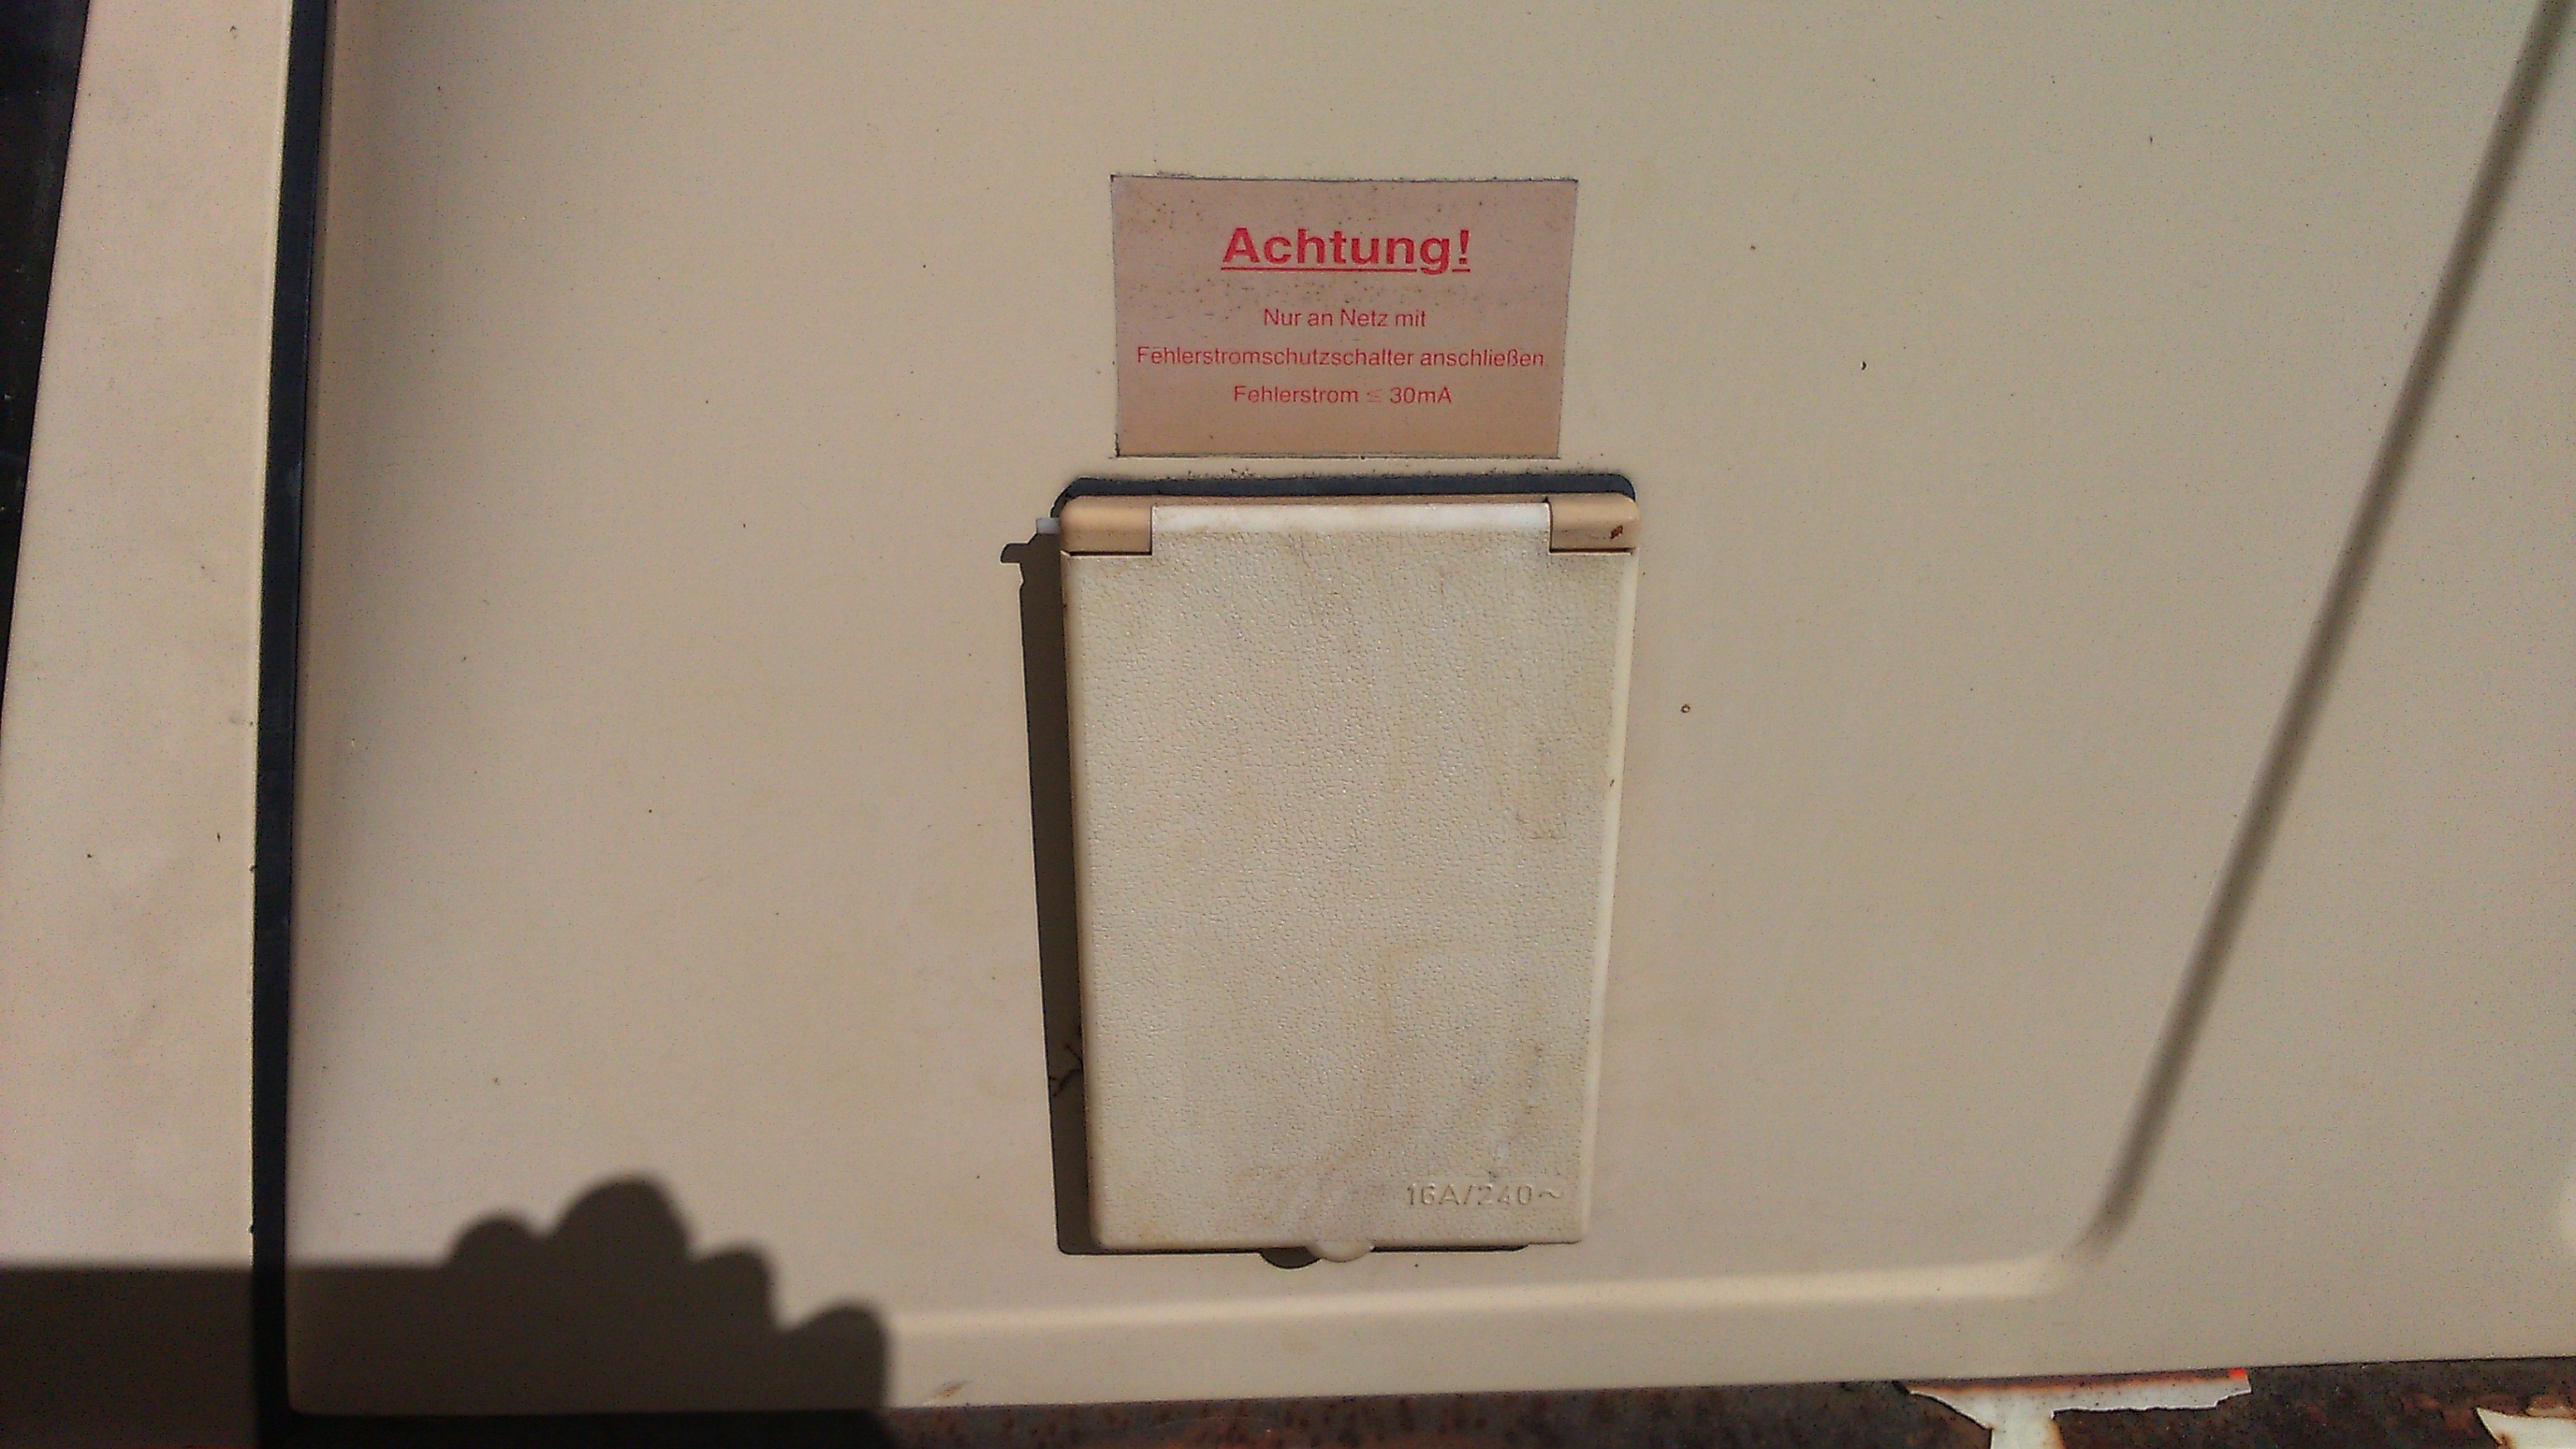 Achtung!
Nur an Netz mit
Fehlerstromschutzschalter anschließen
Fehlerstrom ≤ 30mA
16A/240~